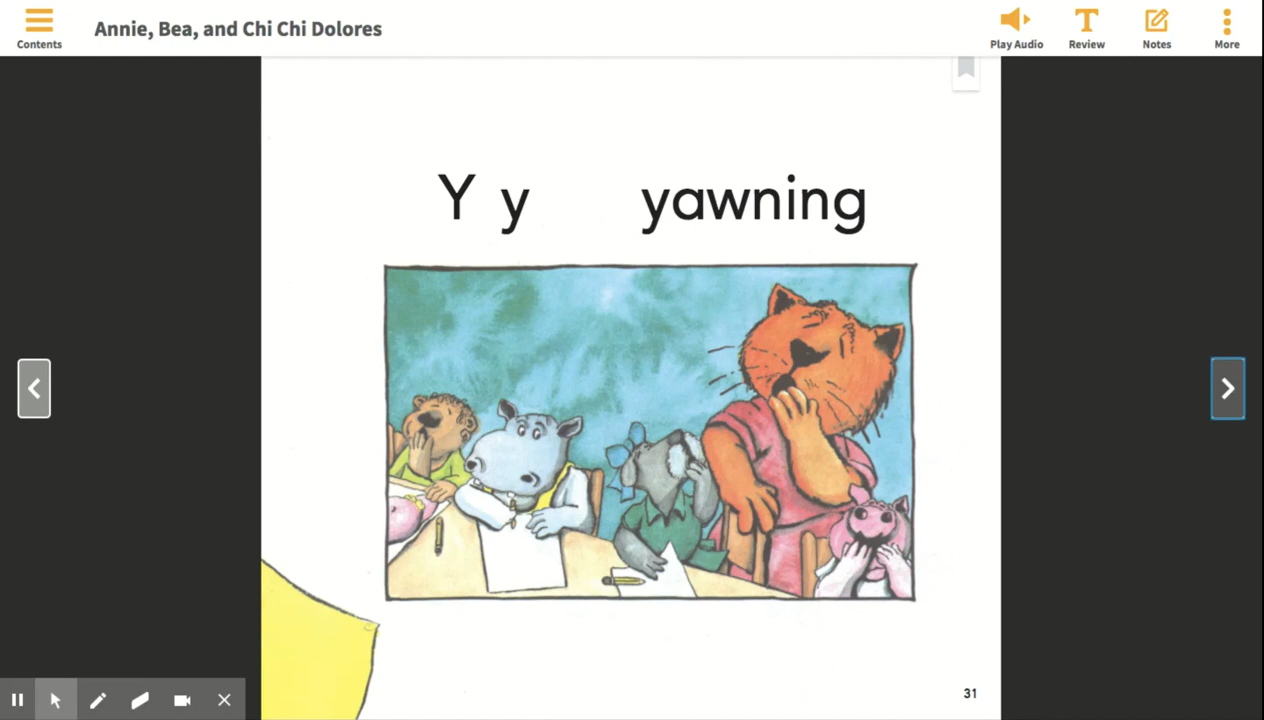 Annie, Bea, and Chi Chi Dolores
Contents
Play Audio
Review
Notes
More
Y y yawning
31